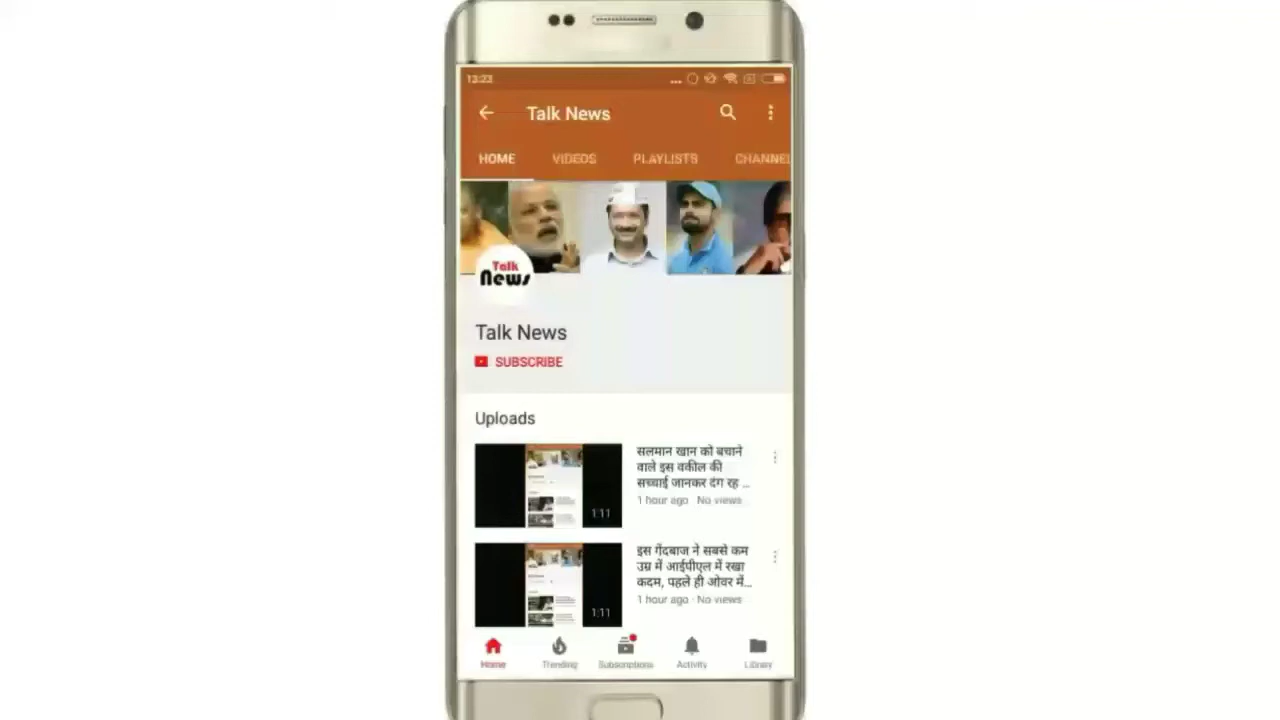 13:23
Talk News
HOME VIDEOS PLAYLISTS CHANNEL
Talk
News
Talk News
SUBSCRIBE
Uploads
सलमान खान को बचाने
वाले इस वकील की
सच्चाई जानकर दंग रह ...
1 hour ago · No views
1:11
इस गेंदबाज ने सबसे कम
उम्र में आईपीएल में रखा
कदम, पहले ही ओवर में...
1 hour ago · No views
1:11
Home Trending Subscriptions Activity Library